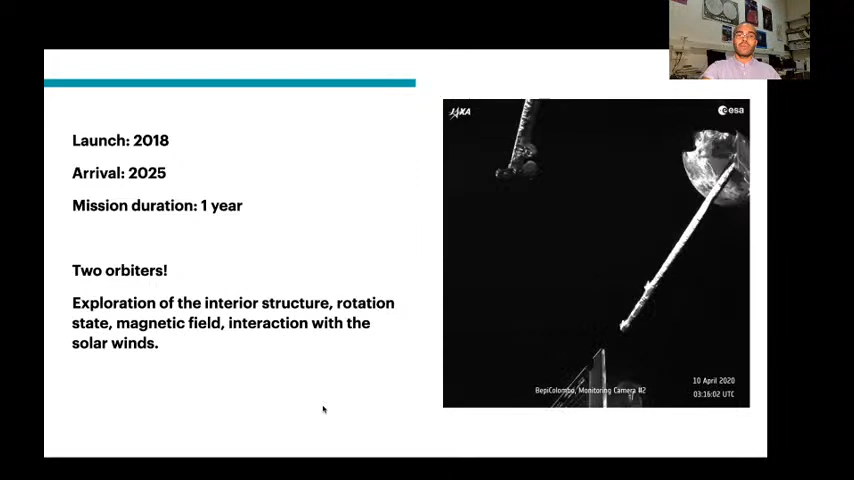 Launch: 2018
Arrival: 2025
Mission duration: 1 year
Two orbiters!
Exploration of the interior structure, rotation
state, magnetic field, interaction with the
solar winds.
JAXA
esa
10 April 2020
BepiColombo, Monitoring Camera #2
03:16:02 UTC